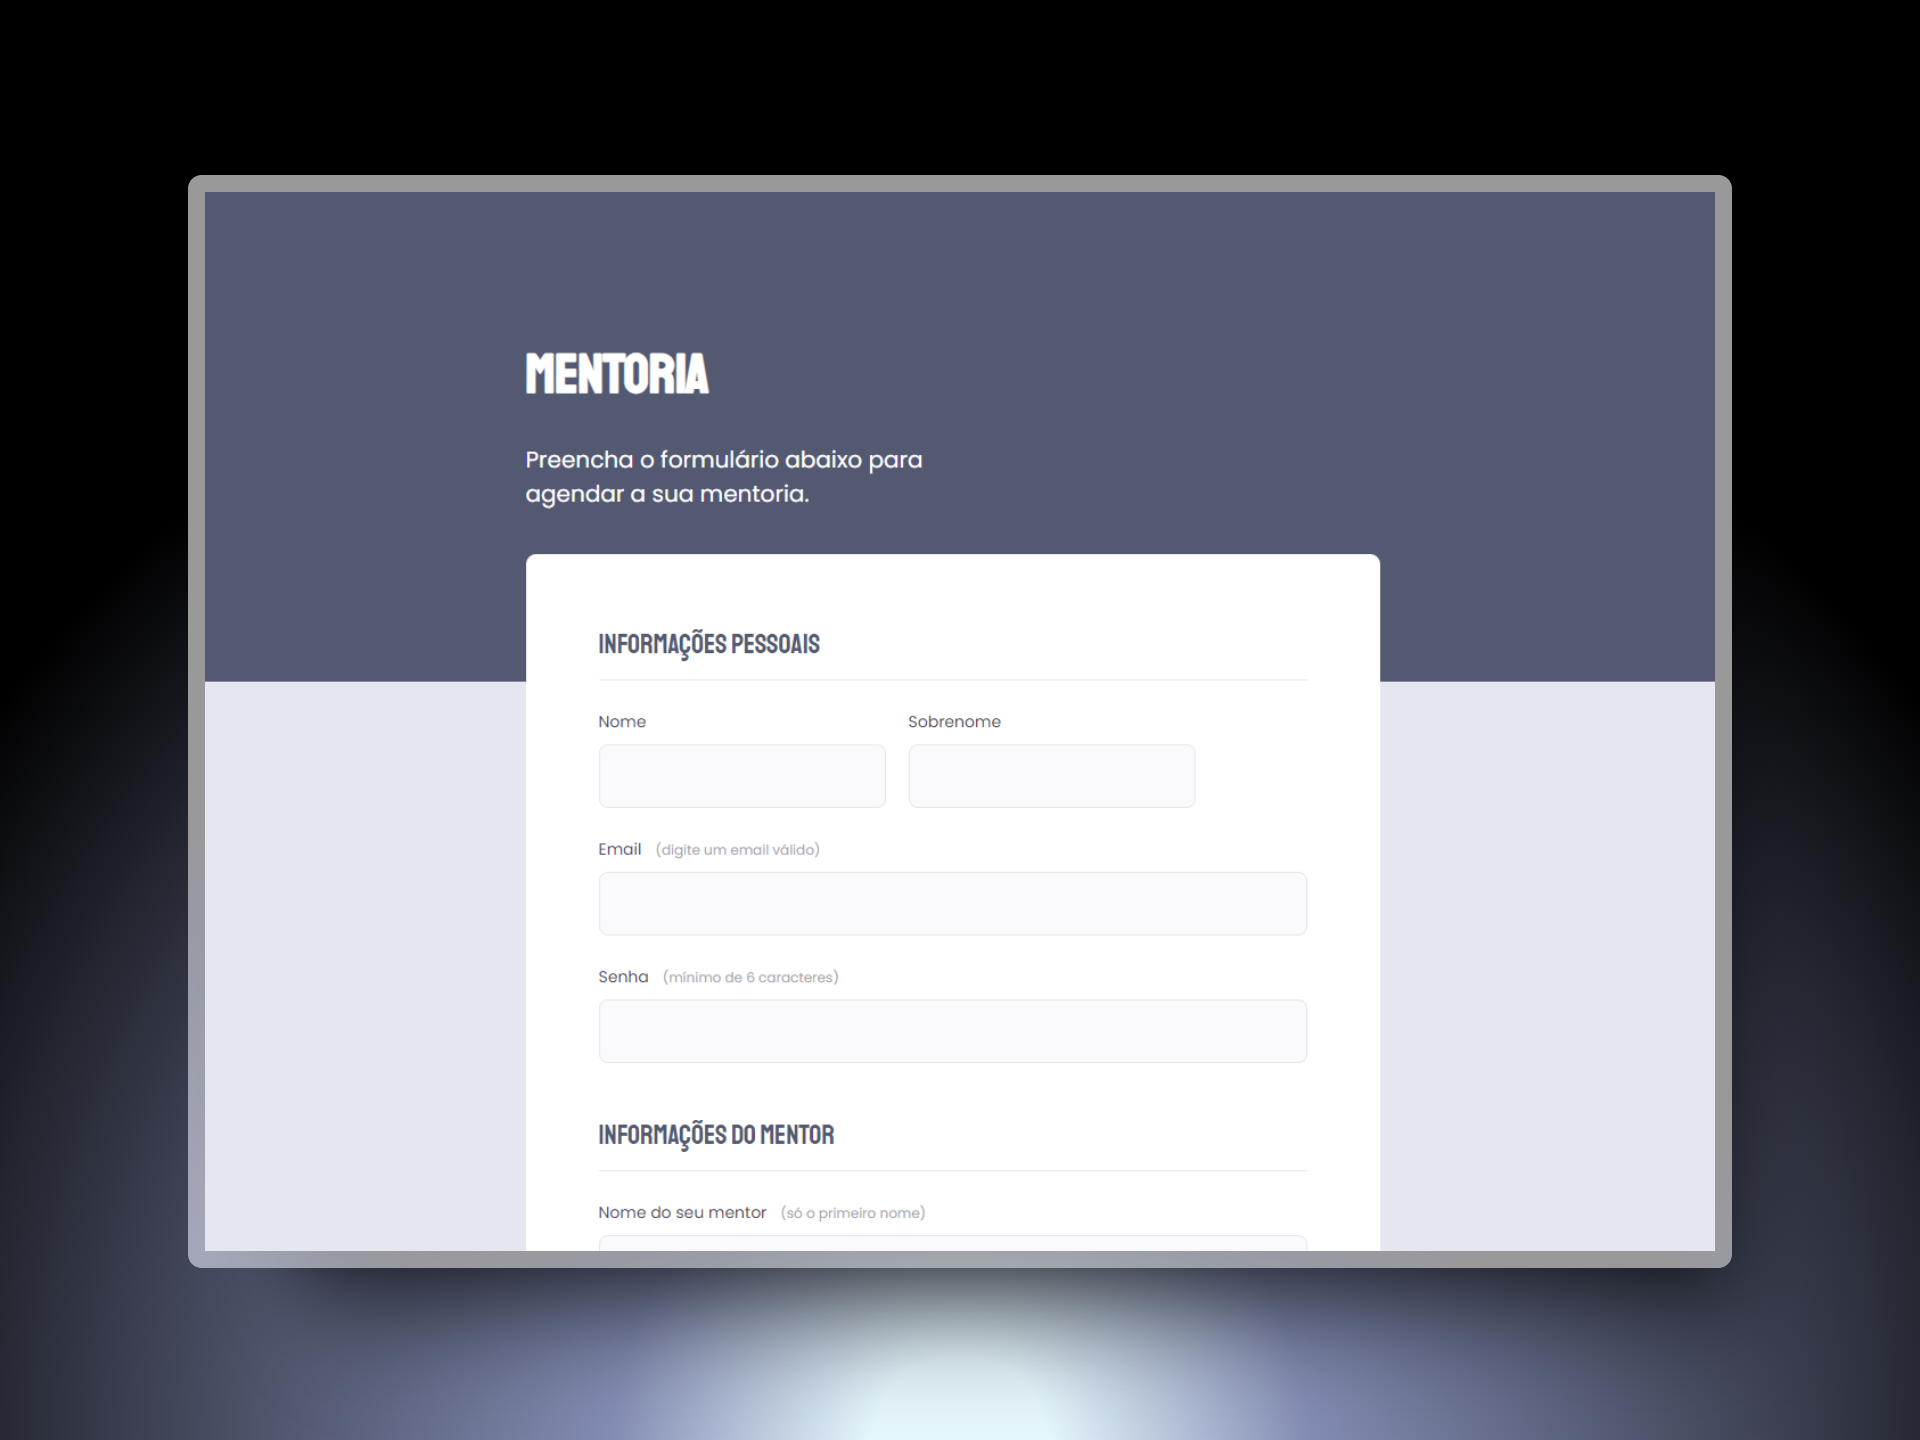 MENTORIA
Preencha o formulário abaixo para
agendar a sua mentoria.
INFORMAÇÕES PESSOAIS
Nome
Sobrenome
Email (digite um email válido)
Senha (mínimo de 6 caracteres)
INFORMAÇÕES DO MENTOR
Nome do seu mentor (só o primeiro nome)